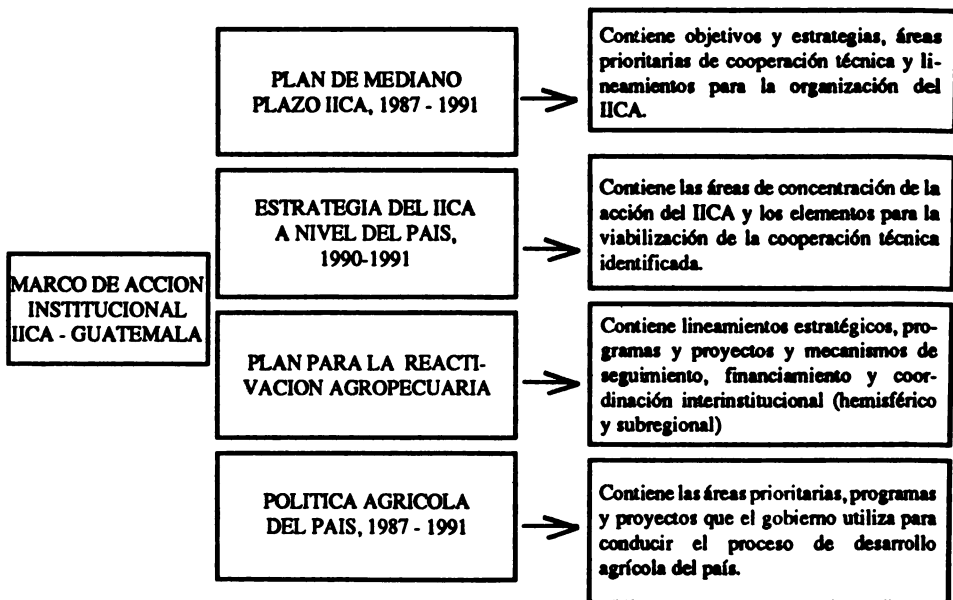 MARCO DE ACCION
INSTITUCIONAL
IICA - GUATEMALA
PLAN DE MEDIANO
PLAZO IICA, 1987 - 1991
Contiene objetivos y estrategias, áreas
prioritarias de cooperación técnica y li-
neamientos para la organización del
IICA.
ESTRATEGIA DEL IICA
A NIVEL DEL PAIS,
1990-1991
Contiene las áreas de concentración de la
acción del IICA y los elementos para la
viabilización de la cooperación técnica
identificada.
PLAN PARA LA REACTI-
VACION AGROPECUARIA
Contiene lineamientos estratégicos, pro-
gramas y proyectos y mecanismos de
seguimiento, financiamiento y coor-
dinación interinstitucional (hemisférico
y subregional)
POLITICA AGRICOLA
DEL PAIS, 1987 - 1991
Contiene las áreas prioritarias, programas
y proyectos que el gobierno utiliza para
conducir el proceso de desarrollo
agrícola del país.